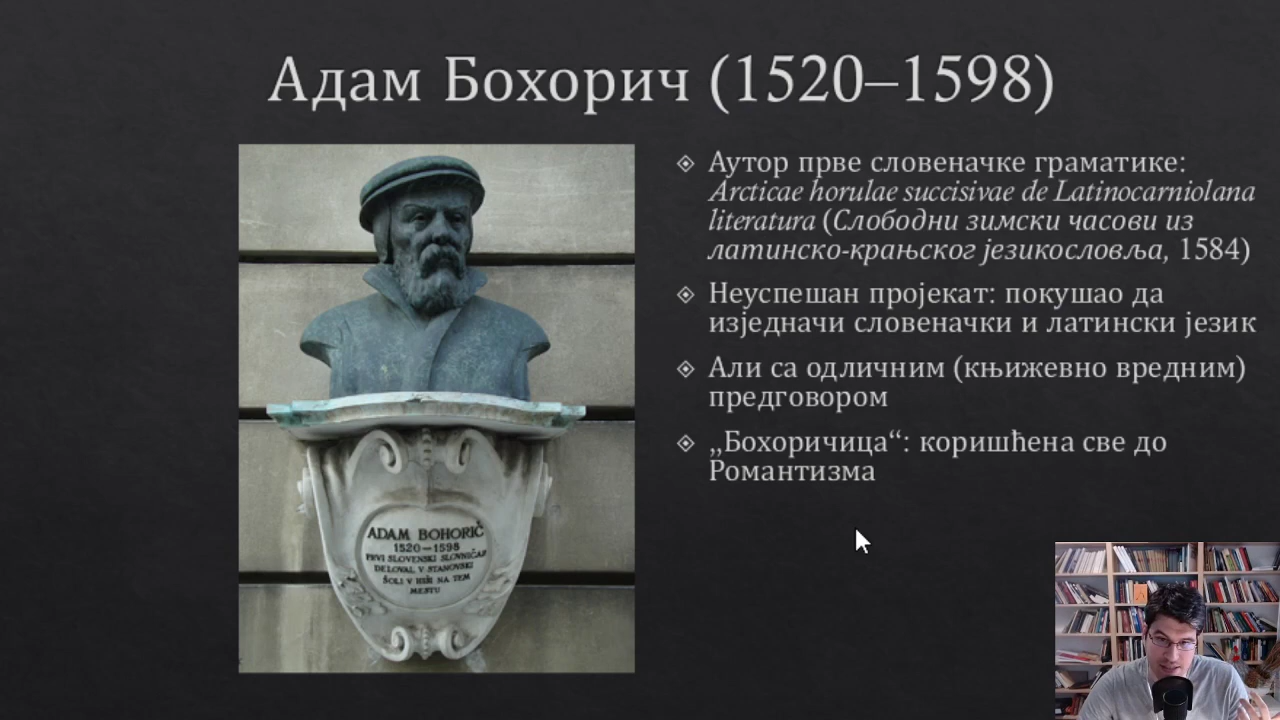 Адам Бохорич (1520–1598)
Аутор прве словеначке граматике:
Arcticae horulae succisivae de Latinocarniolana
literatura (Слободни зимски часови из
латинско-крањског језикословља, 1584)
Неуспешан пројекат: покушао да
изједначи словеначки и латински језик
Али са одличним (књижевно вредним)
предговором
„Бохоричица“: коришћена све до
Романтизма
ADAM BOHORIČ
1520–1598
PRVI SLOVENSKI SLOVNIČAR
DELOVAL V STANOVSKI
ŠOLI V HIŠI NA TEM
MESTU